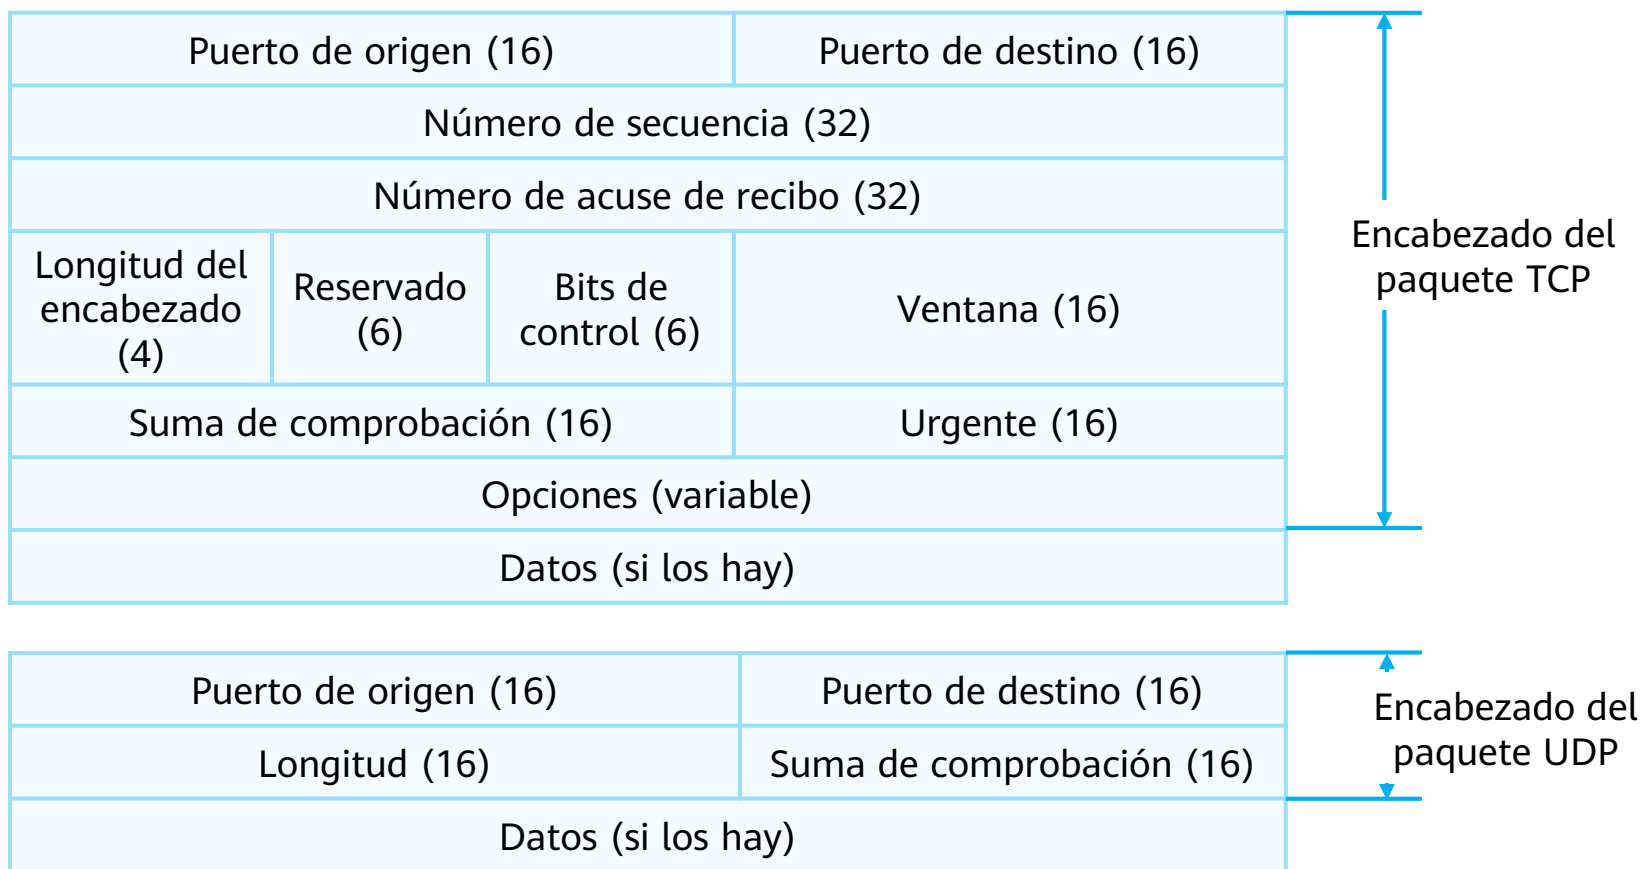 Puerto de origen (16)
Puerto de destino (16)
Número de secuencia (32)
Número de acuse de recibo (32)
Longitud del
encabezado
(4)
Reservado
(6)
Bits de
control (6)
Ventana (16)
Suma de comprobación (16)
Urgente (16)
Opciones (variable)
Datos (si los hay)
Encabezado del
paquete TCP
Puerto de origen (16)
Puerto de destino (16)
Longitud (16)
Suma de comprobación (16)
Datos (si los hay)
Encabezado del
paquete UDP